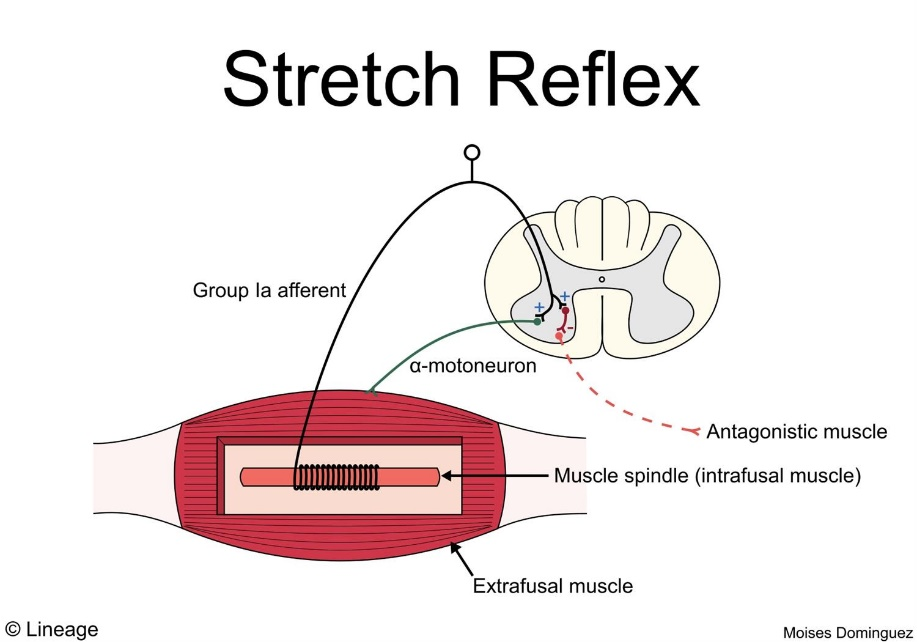 Stretch Reflex
Group Ia afferent
+
+
-
α-motoneuron
Antagonistic muscle
Muscle spindle (intrafusal muscle)
Extrafusal muscle
© Lineage
Moises Dominguez